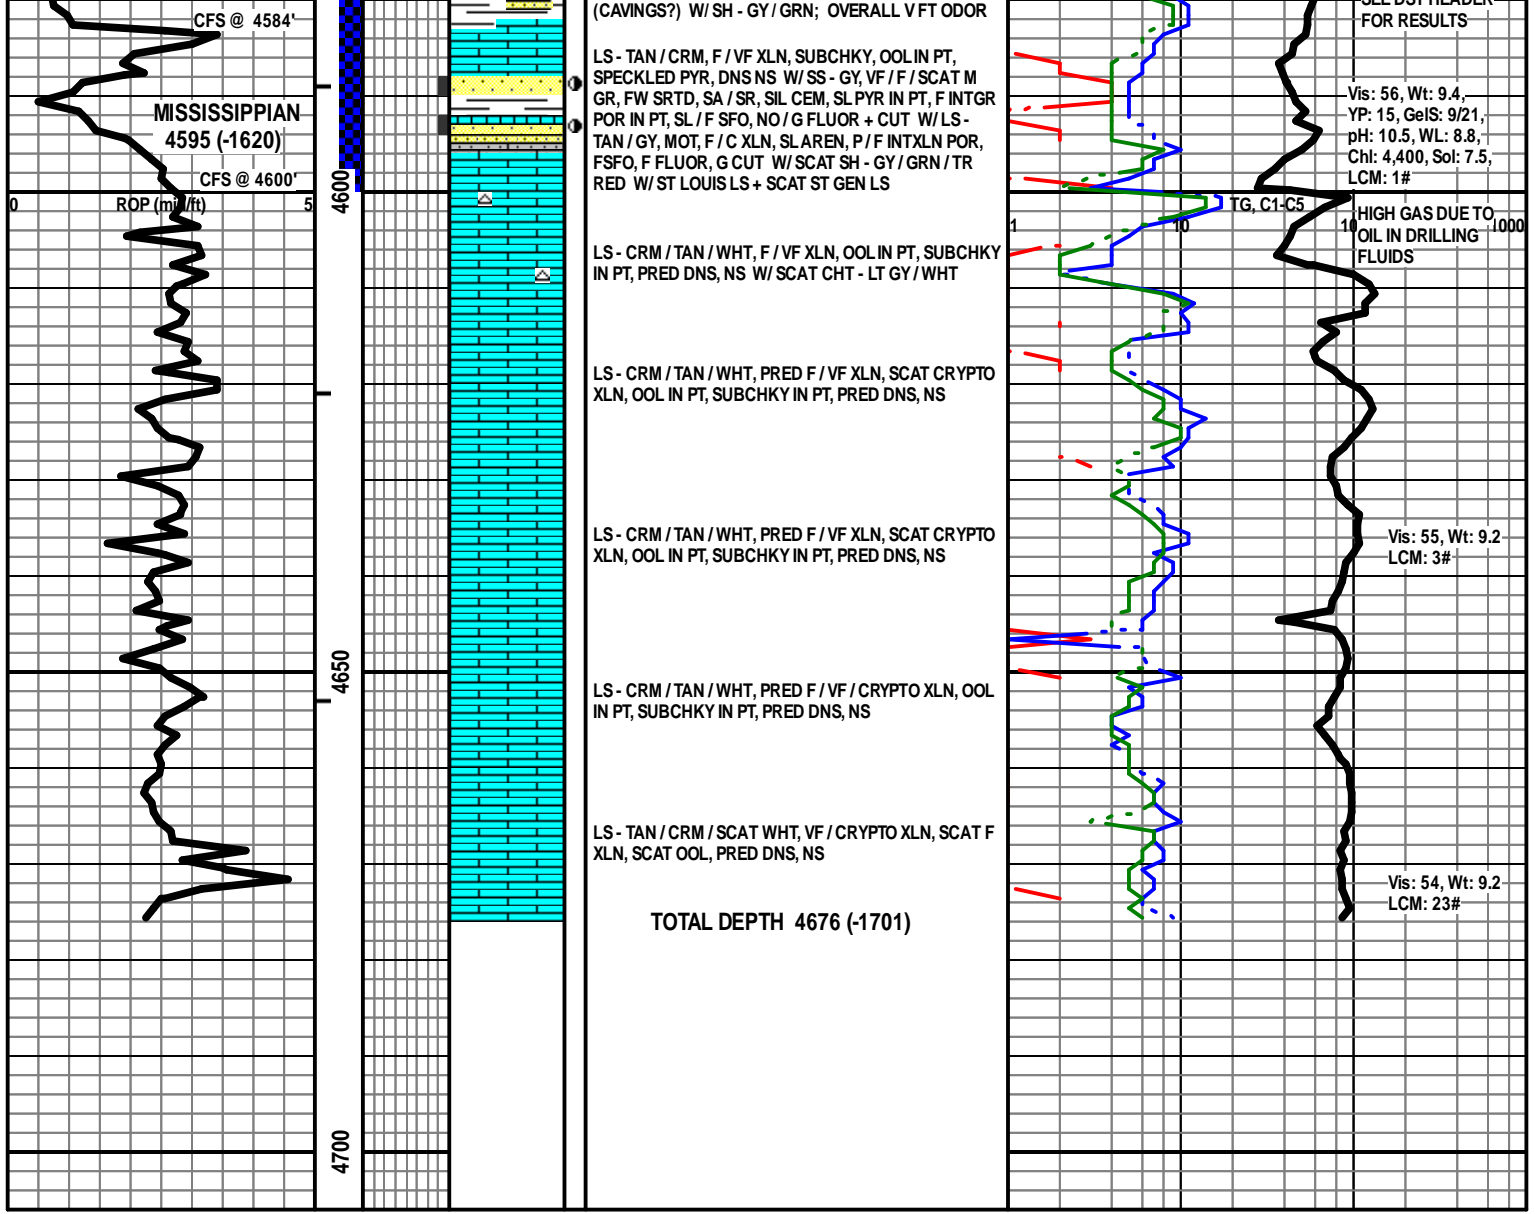 CFS @ 4584'
MISSISSIPPIAN
4595 (-1620)
CFS @ 4600'
0
ROP (min/ft)
5
4600
4650
4700
(CAVINGS?) W/ SH - GY / GRN; OVERALL V FT ODOR
LS - TAN / CRM, F / VF XLN, SUBCHKY, OOL IN PT,
SPECKLED PYR, DNS NS W/ SS - GY, VF / F / SCAT M
GR, FW SRTD, SA / SR, SIL CEM, SL PYR IN PT, F INTGR
POR IN PT, SL / F SFO, NO / G FLUOR + CUT W/ LS -
TAN / GY, MOT, F / C XLN, SL AREN, P / F INTXLN POR,
FSFO, F FLUOR, G CUT W/ SCAT SH - GY / GRN / TR
RED W/ ST LOUIS LS + SCAT ST GEN LS
LS - CRM / TAN / WHT, F / VF XLN, OOL IN PT, SUBCHKY
IN PT, PRED DNS, NS W/ SCAT CHT - LT GY / WHT
LS - CRM / TAN / WHT, PRED F / VF XLN, SCAT CRYPTO
XLN, OOL IN PT, SUBCHKY IN PT, PRED DNS, NS
LS - CRM / TAN / WHT, PRED F / VF XLN, SCAT CRYPTO
XLN, OOL IN PT, SUBCHKY IN PT, PRED DNS, NS
LS - CRM / TAN / WHT, PRED F / VF / CRYPTO XLN, OOL
IN PT, SUBCHKY IN PT, PRED DNS, NS
LS - TAN / CRM / SCAT WHT, VF / CRYPTO XLN, SCAT F
XLN, SCAT OOL, PRED DNS, NS
TOTAL DEPTH 4676 (-1701)
SEE DST HEADER
FOR RESULTS
Vis: 56, Wt: 9.4,
YP: 15, GelS: 9/21,
pH: 10.5, WL: 8.8,
Chl: 4,400, Sol: 7.5,
LCM: 1#
TG, C1-C5
1
10
10
1000
HIGH GAS DUE TO
OIL IN DRILLING
FLUIDS
Vis: 55, Wt: 9.2
LCM: 3#
Vis: 54, Wt: 9.2
LCM: 23#